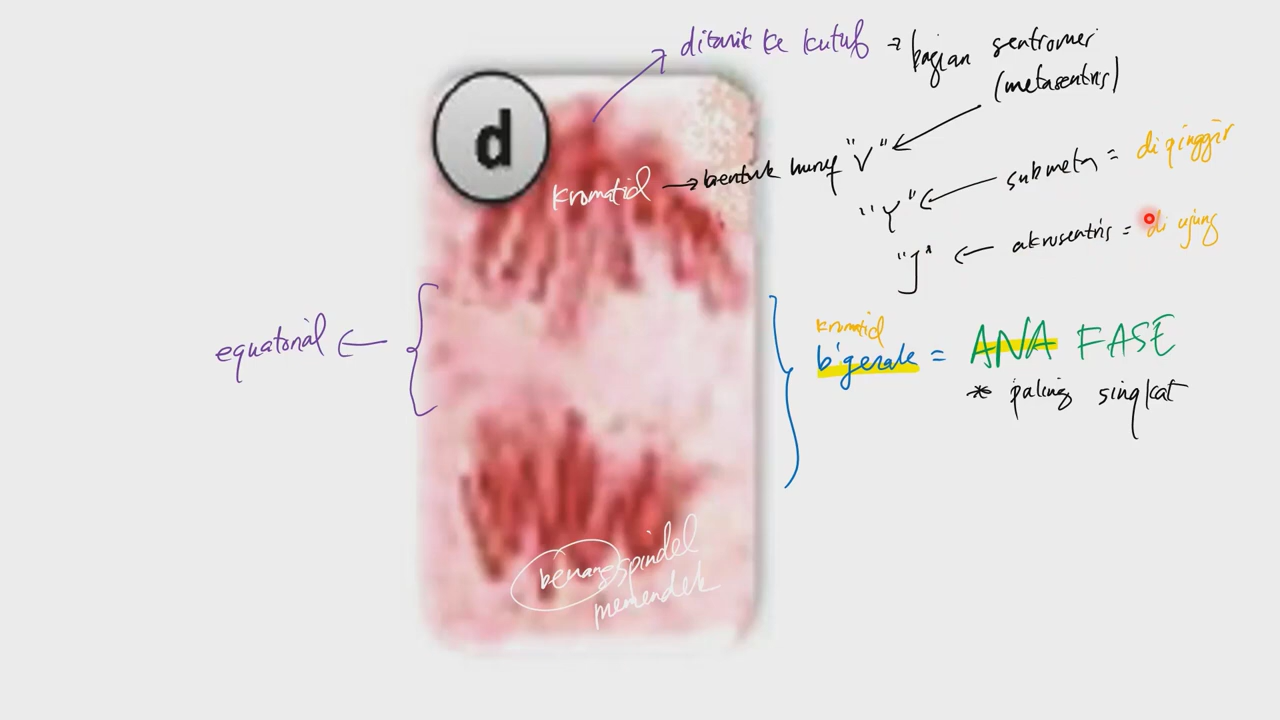 ditarik ke kutub → bagian sentromer
(metasentris)
d
kromatid → bentuk huruf "V"
"Y" ← submeta = dipinggir
"J" ← akrosentris = di ujung
equatorial ←
kromatid
b'gerak = ANA FASE
* paling singkat
benang spindel
memendek